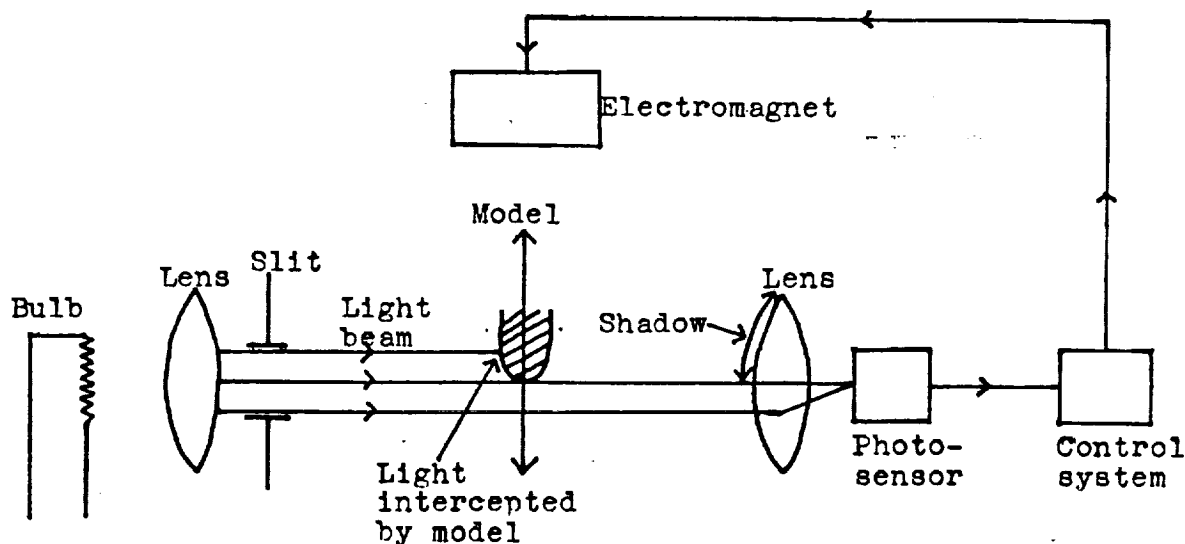 Electromagnet
Model
Lens
Slit
Lens
Bulb
Light
beam
Shadow
Light
intercepted
by model
Photo-
sensor
Control
system